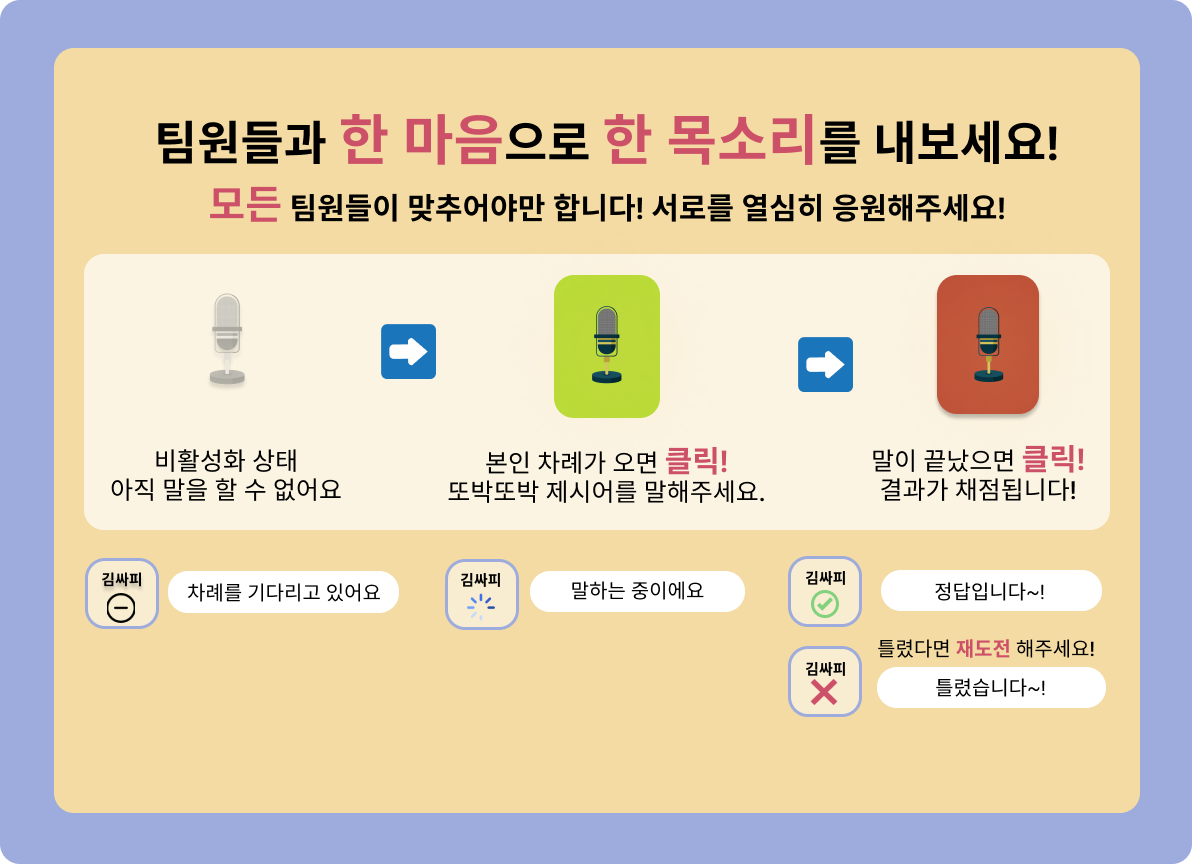 팀원들과 한 마음으로 한 목소리를 내보세요!
모든 팀원들이 맞추어야만 합니다! 서로를 열심히 응원해주세요!
비활성화 상태
아직 말을 할 수 없어요
본인 차례가 오면 클릭!
또박또박 제시어를 말해주세요.
말이 끝났으면 클릭!
결과가 채점됩니다!
김싸피
차례를 기다리고 있어요
김싸피
말하는 중이에요
김싸피
정답입니다~!
틀렸다면 재도전 해주세요!
김싸피
틀렸습니다~!